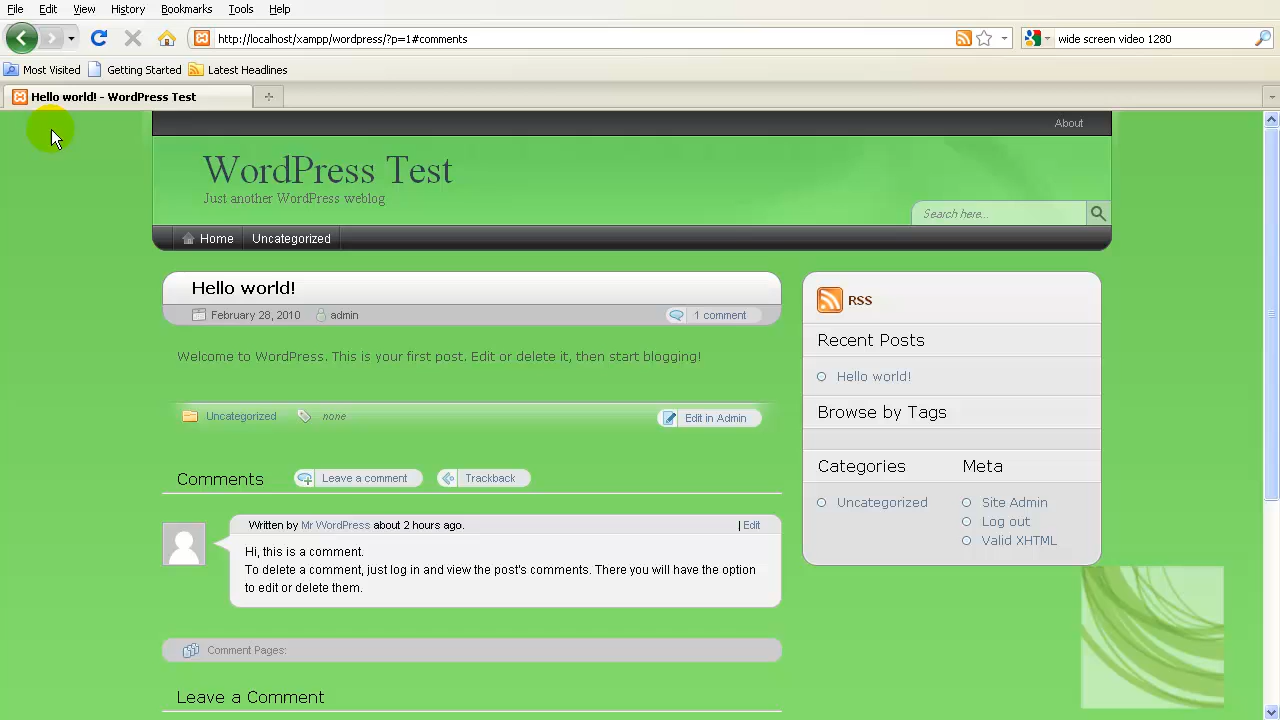 File Edit View History Bookmarks Tools Help
http://localhost/xampp/wordpress/?p=1#comments
wide screen video 1280
Most Visited Getting Started Latest Headlines
Hello world! - WordPress Test
About
WordPress Test
Just another WordPress weblog
Search here...
Home Uncategorized
Hello world!
February 28, 2010 admin 1 comment
Welcome to WordPress. This is your first post. Edit or delete it, then start blogging!
Uncategorized none Edit in Admin
Comments Leave a comment Trackback
Written by Mr WordPress about 2 hours ago. | Edit
Hi, this is a comment.
To delete a comment, just log in and view the post's comments. There you will have the option
to edit or delete them.
Comment Pages:
Leave a Comment
RSS
Recent Posts
Hello world!
Browse by Tags
Categories
Uncategorized
Meta
Site Admin
Log out
Valid XHTML